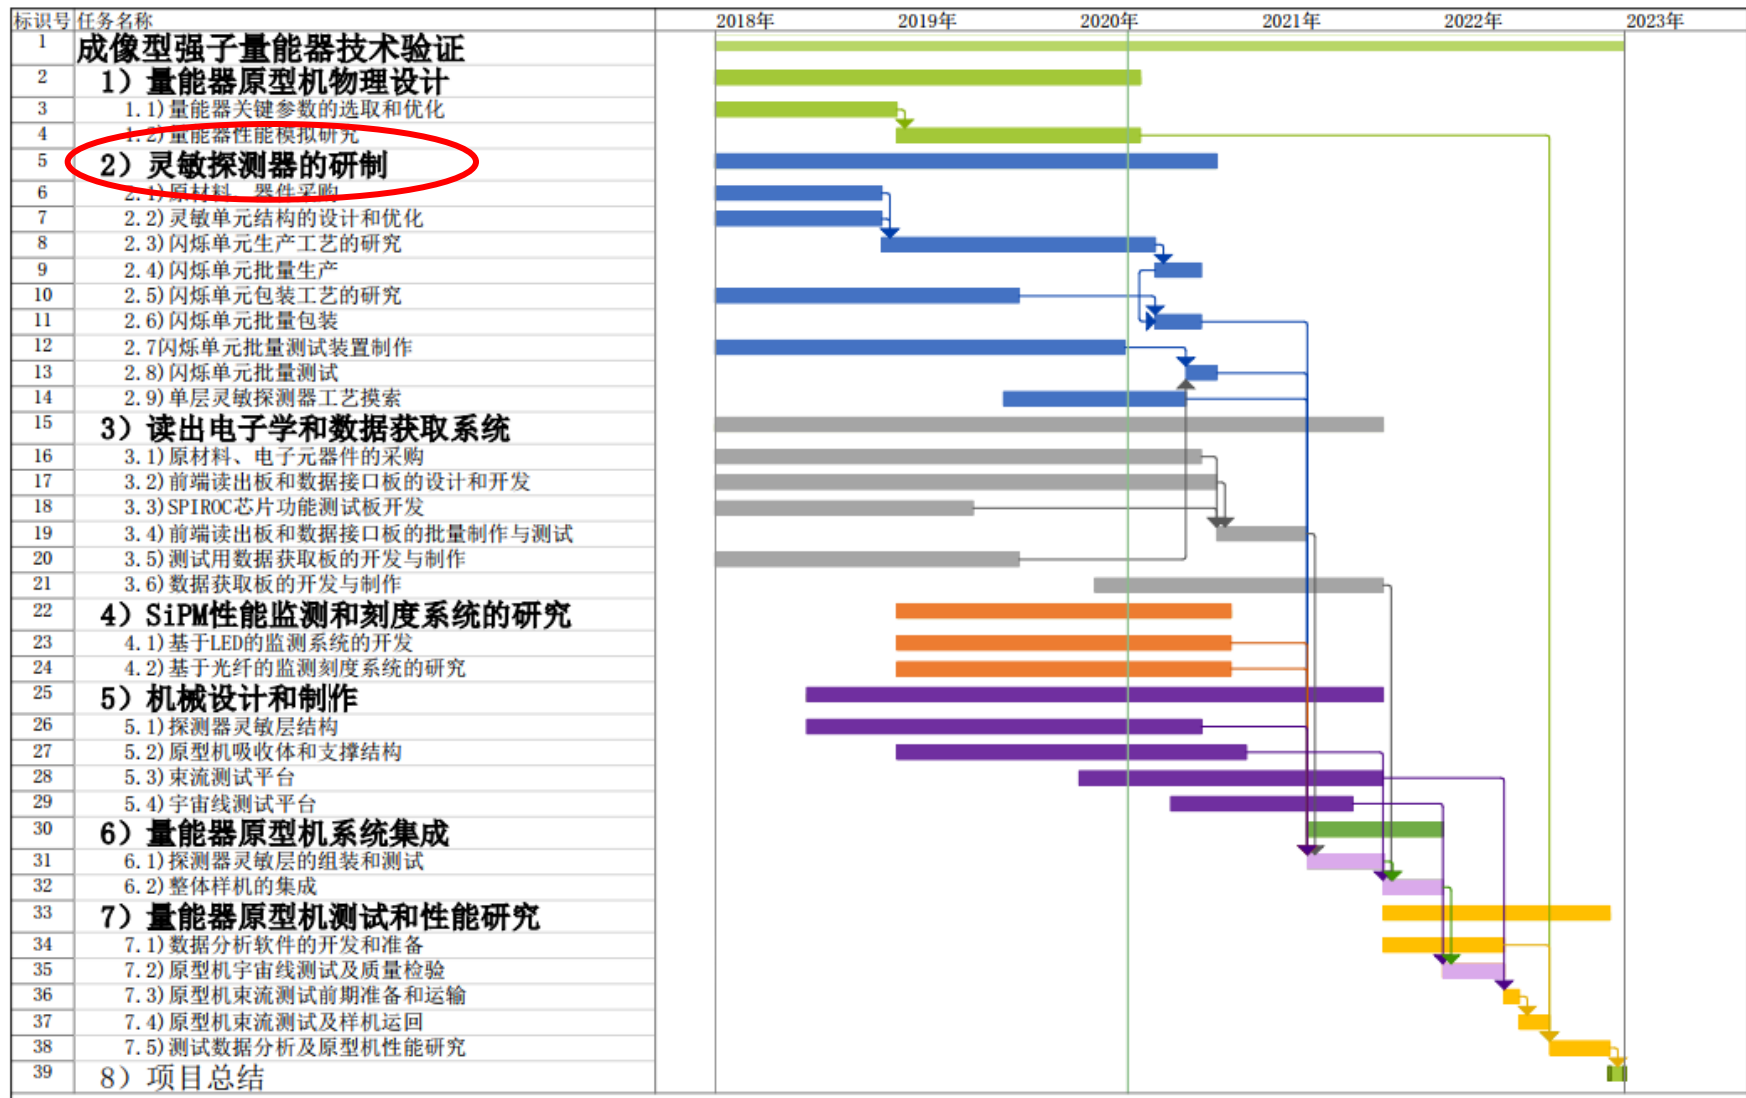 标识号 任务名称 2018年 2019年 2020年 2021年 2022年 2023年
1 成像型强子量能器技术验证
2 1）量能器原型机物理设计
3 1.1)量能器关键参数的选取和优化
4 1.2)量能器性能模拟研究
5 2）灵敏探测器的研制
6 2.1)原材料、器件采购
7 2.2)灵敏单元结构的设计和优化
8 2.3)闪烁单元生产工艺的研究
9 2.4)闪烁单元批量生产
10 2.5)闪烁单元包装工艺的研究
11 2.6)闪烁单元批量包装
12 2.7闪烁单元批量测试装置制作
13 2.8)闪烁单元批量测试
14 2.9)单层灵敏探测器工艺摸索
15 3）读出电子学和数据获取系统
16 3.1)原材料、电子元器件的采购
17 3.2)前端读出板和数据接口板的设计和开发
18 3.3)SPIROC芯片功能测试板开发
19 3.4)前端读出板和数据接口板的批量制作与测试
20 3.5)测试用数据获取板的开发与制作
21 3.6)数据获取板的开发与制作
22 4）SiPM性能监测和刻度系统的研究
23 4.1)基于LED的监测系统的开发
24 4.2)基于光纤的监测刻度系统的研究
25 5）机械设计和制作
26 5.1)探测器灵敏层结构
27 5.2)原型机吸收体和支撑结构
28 5.3)束流测试平台
29 5.4)宇宙线测试平台
30 6）量能器原型机系统集成
31 6.1)探测器灵敏层的组装和测试
32 6.2)整体样机的集成
33 7）量能器原型机测试和性能研究
34 7.1)数据分析软件的开发和准备
35 7.2)原型机宇宙线测试及质量检验
36 7.3)原型机束流测试前期准备和运输
37 7.4)原型机束流测试及样机运回
38 7.5)测试数据分析及原型机性能研究
39 8）项目总结